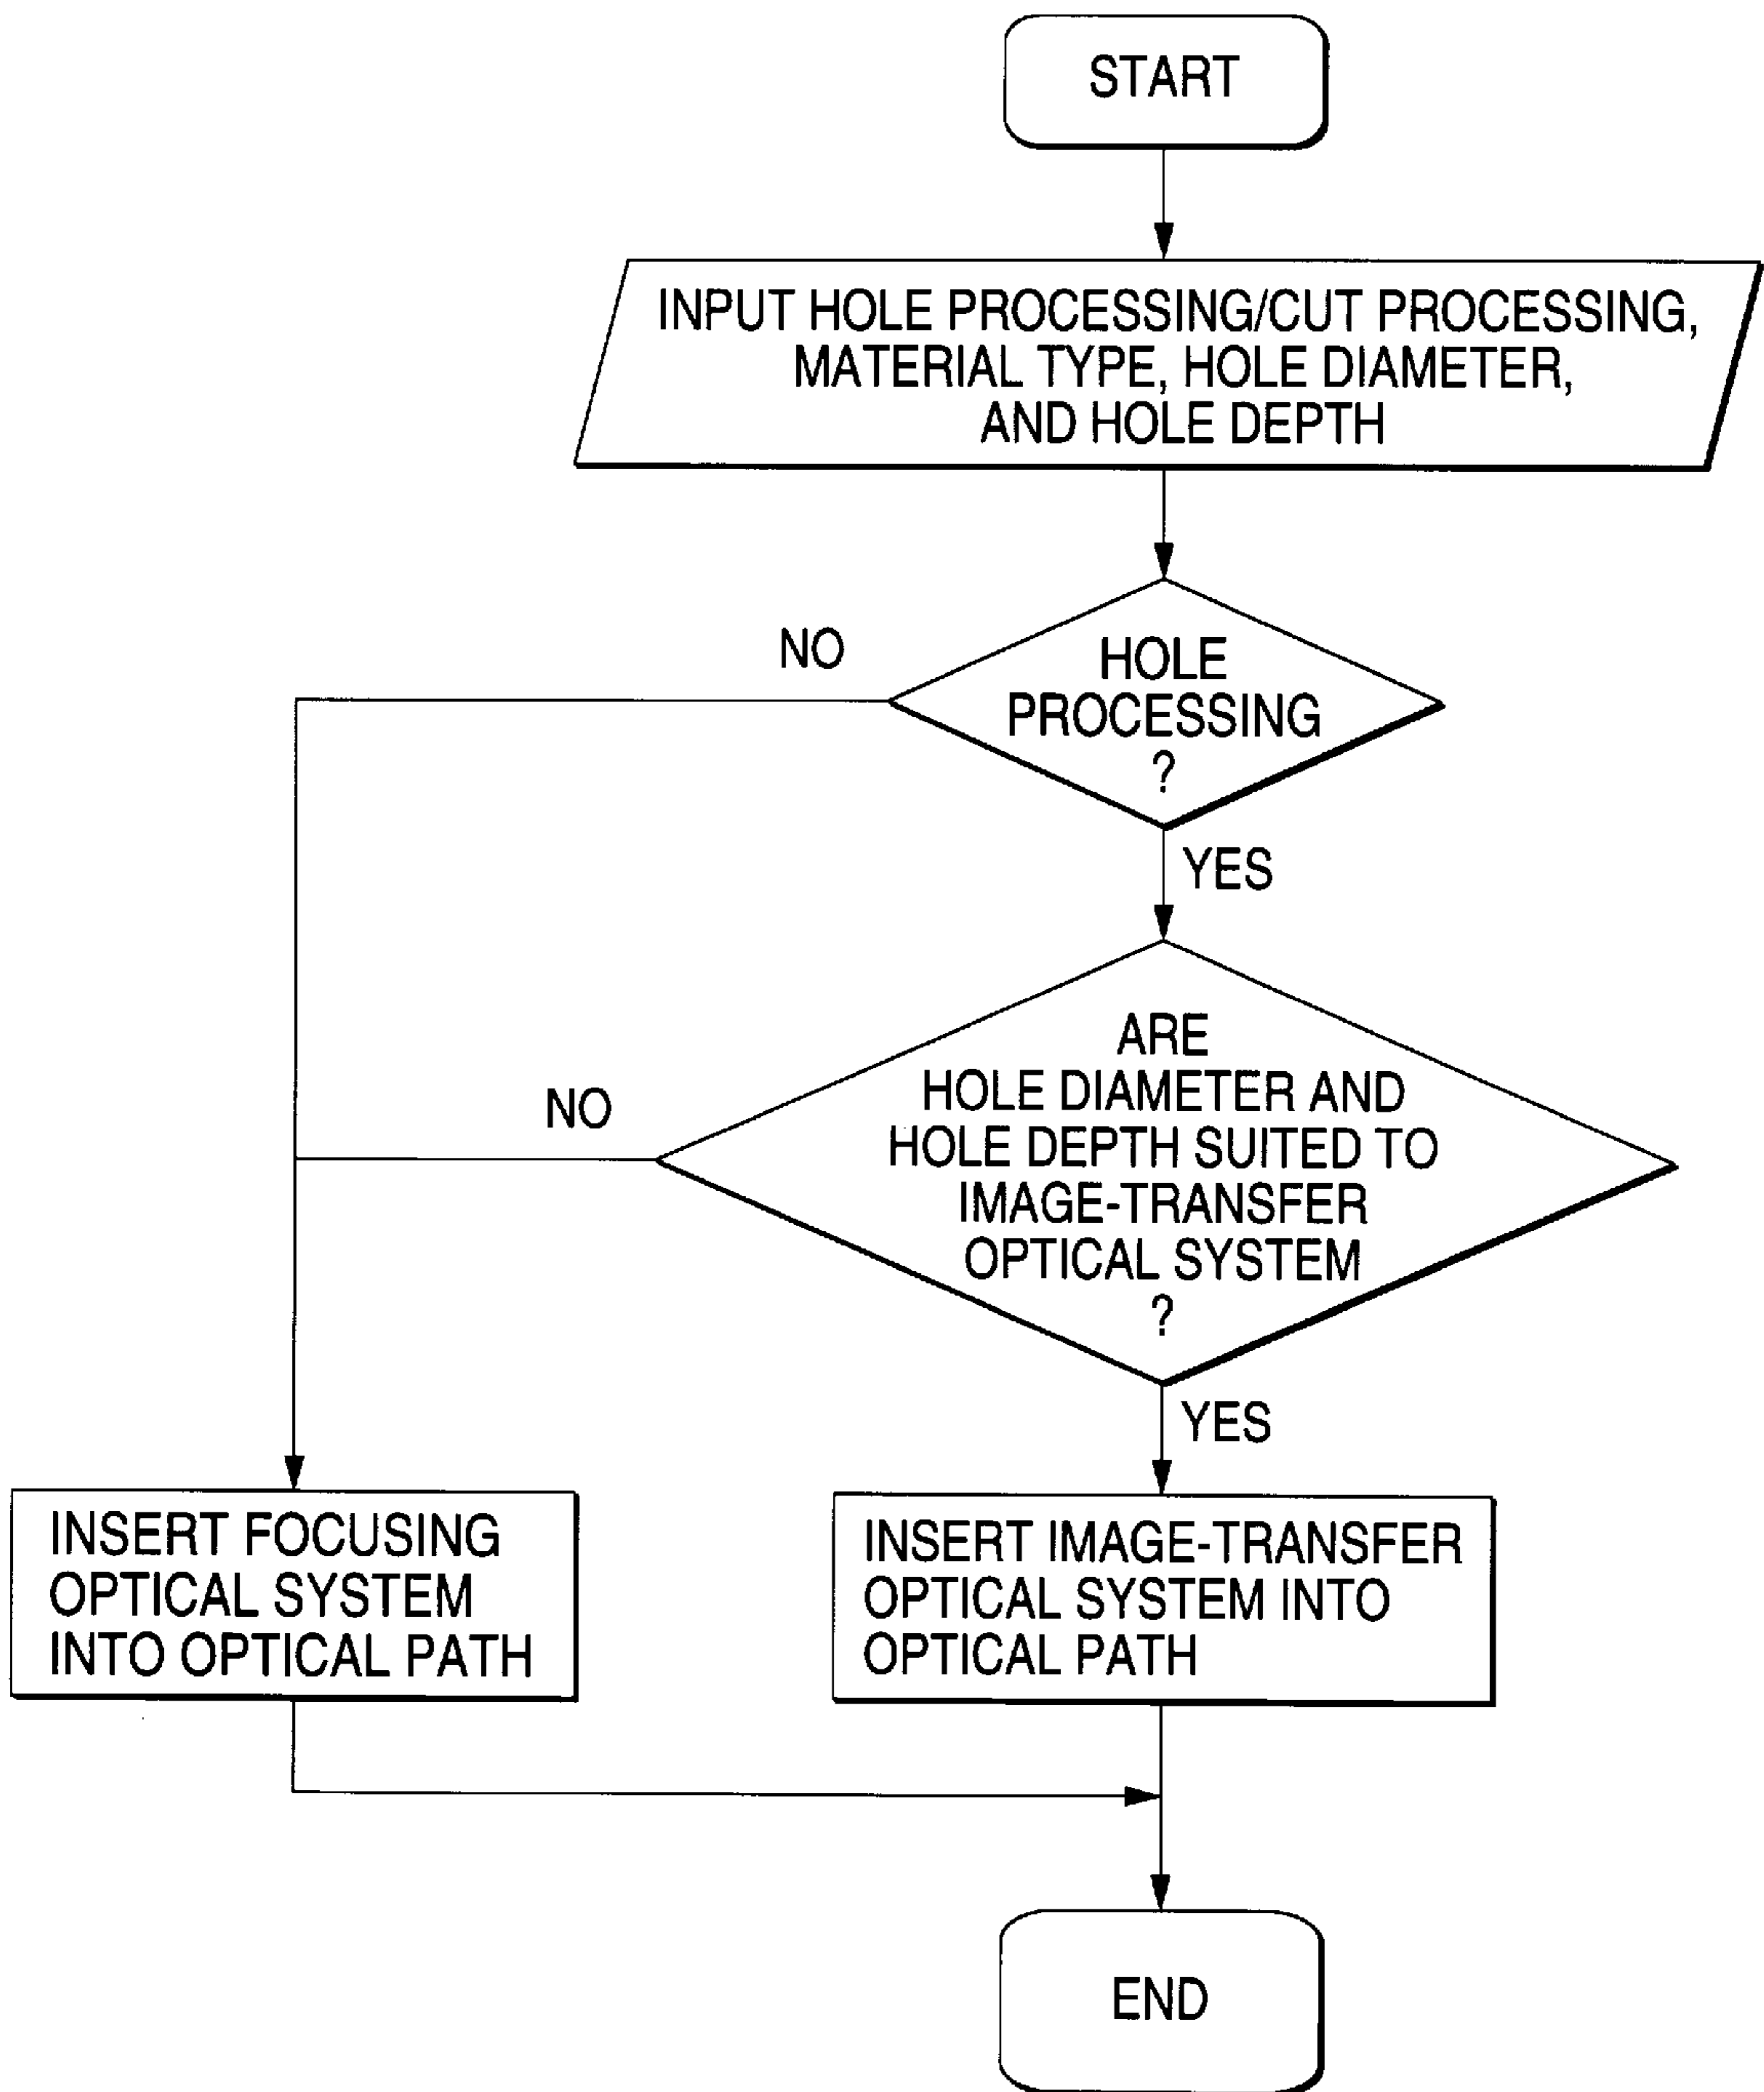 START
INPUT HOLE PROCESSING/CUT PROCESSING,
MATERIAL TYPE, HOLE DIAMETER,
AND HOLE DEPTH
NO
HOLE
PROCESSING
?
YES
ARE
HOLE DIAMETER AND
HOLE DEPTH SUITED TO
IMAGE-TRANSFER
OPTICAL SYSTEM
?
NO
YES
INSERT FOCUSING
OPTICAL SYSTEM
INTO OPTICAL PATH
INSERT IMAGE-TRANSFER
OPTICAL SYSTEM INTO
OPTICAL PATH
END